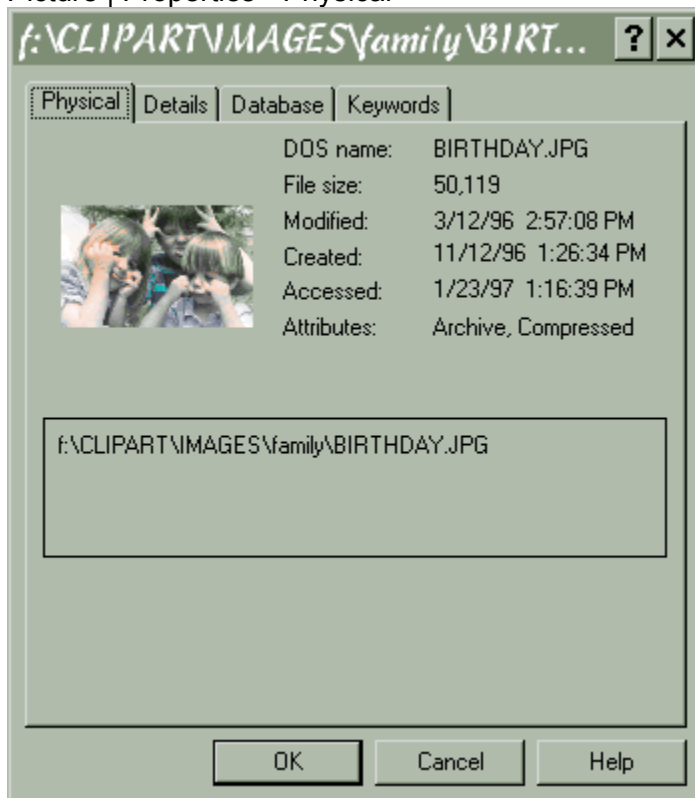 Picture | Properties - Physical
f:\CLIPART\IMAGES\family\BIRT... ? ×
Physical Details Database Keywords
DOS name: BIRTHDAY.JPG
File size: 50,119
Modified: 3/12/96 2:57:08 PM
Created: 11/12/96 1:26:34 PM
Accessed: 1/23/97 1:16:39 PM
Attributes: Archive, Compressed
f:\CLIPART\IMAGES\family\BIRTHDAY.JPG
OK Cancel Help